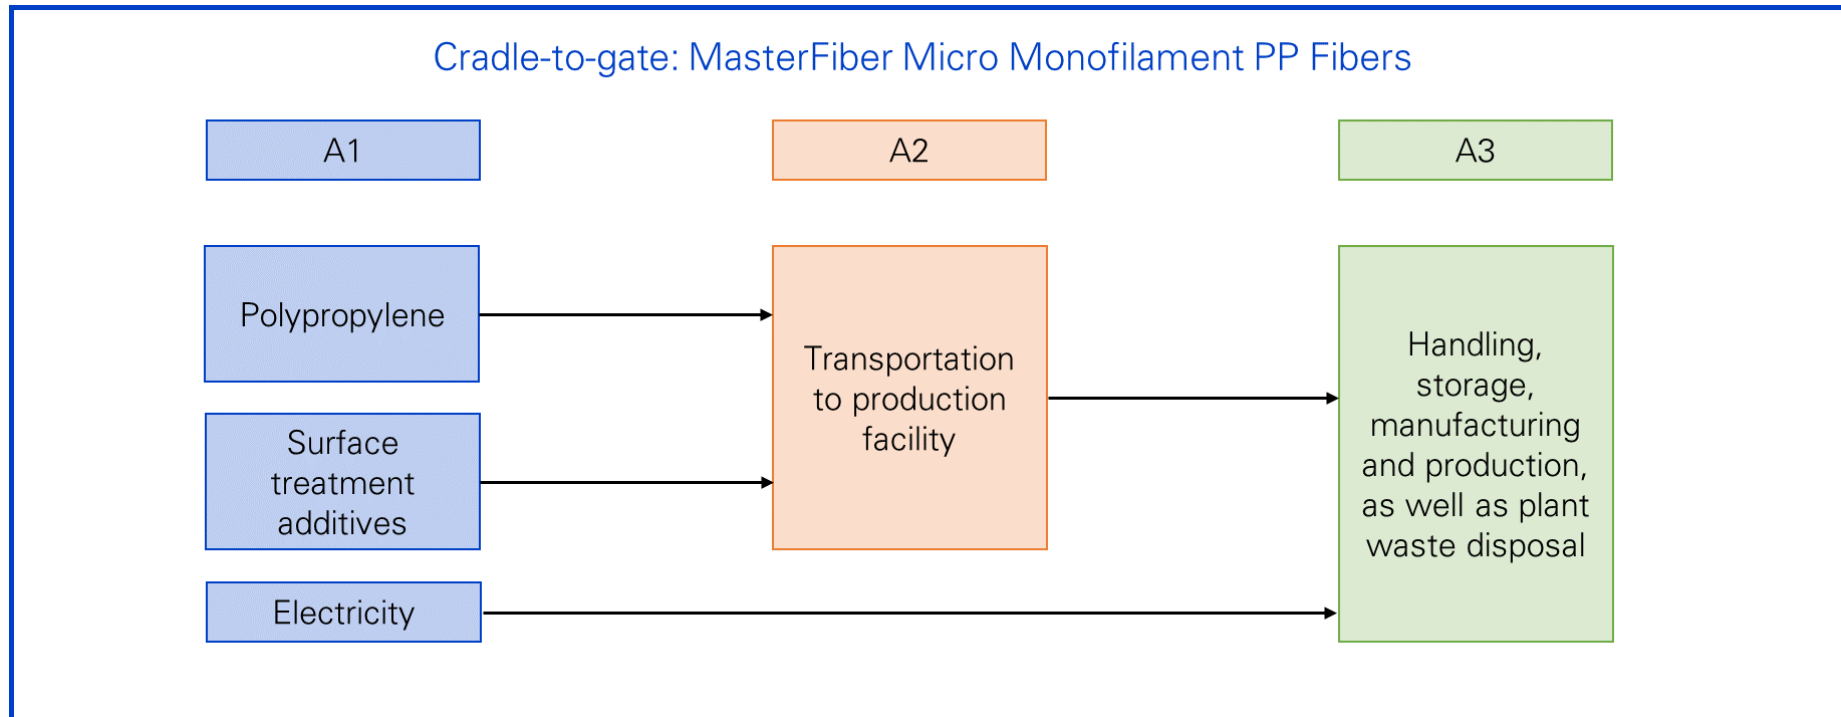 Cradle-to-gate: MasterFiber Micro Monofilament PP Fibers
A1
A2
A3
Polypropylene
Surface
treatment
additives
Electricity
Transportation
to production
facility
Handling,
storage,
manufacturing
and production,
as well as plant
waste disposal